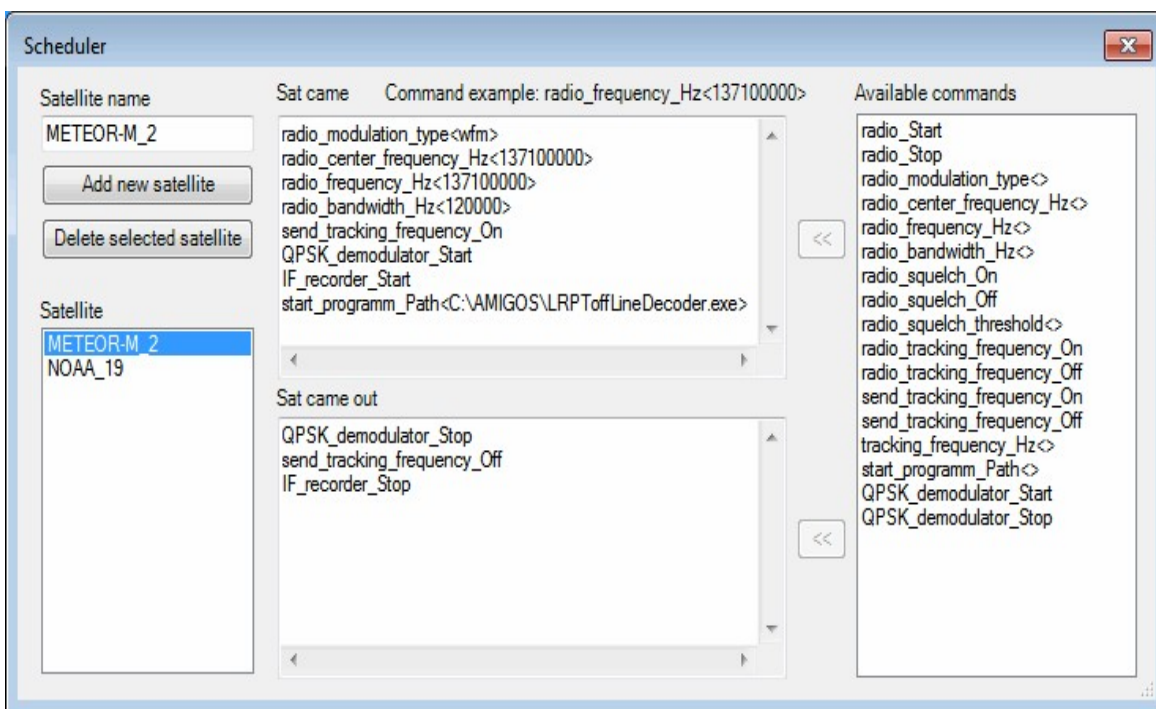 Scheduler
Satellite name
METEOR-M_2
Add new satellite
Delete selected satellite
Satellite
METEOR-M_2
NOAA_19
Sat came Command example: radio_frequency_Hz<137100000>
radio_modulation_type<wfm>
radio_center_frequency_Hz<137100000>
radio_frequency_Hz<137100000>
radio_bandwidth_Hz<120000>
send_tracking_frequency_On
QPSK_demodulator_Start
IF_recorder_Start
start_programm_Path<C:\AMIGOS\LRPToffLineDecoder.exe>
Sat came out
QPSK_demodulator_Stop
send_tracking_frequency_Off
IF_recorder_Stop
<<
<<
Available commands
radio_Start
radio_Stop
radio_modulation_type<>
radio_center_frequency_Hz<>
radio_frequency_Hz<>
radio_bandwidth_Hz<>
radio_squelch_On
radio_squelch_Off
radio_squelch_threshold<>
radio_tracking_frequency_On
radio_tracking_frequency_Off
send_tracking_frequency_On
send_tracking_frequency_Off
tracking_frequency_Hz<>
start_programm_Path<>
QPSK_demodulator_Start
QPSK_demodulator_Stop